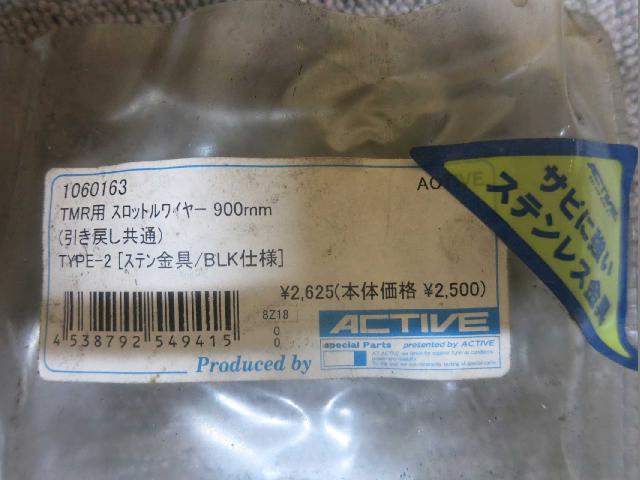 1060163
ACTIVE
TMR用 スロットルワイヤー 900mm
(引き戻し共通)
TYPE-2 [ステン金具/BLK仕様]
¥2,625(本体価格 ¥2,500)
4 538792 549415
8Z18
0
0
ACTIVE
special Parts presented by ACTIVE
Produced by
ACTIVE
サビに強い
ステンレス金具